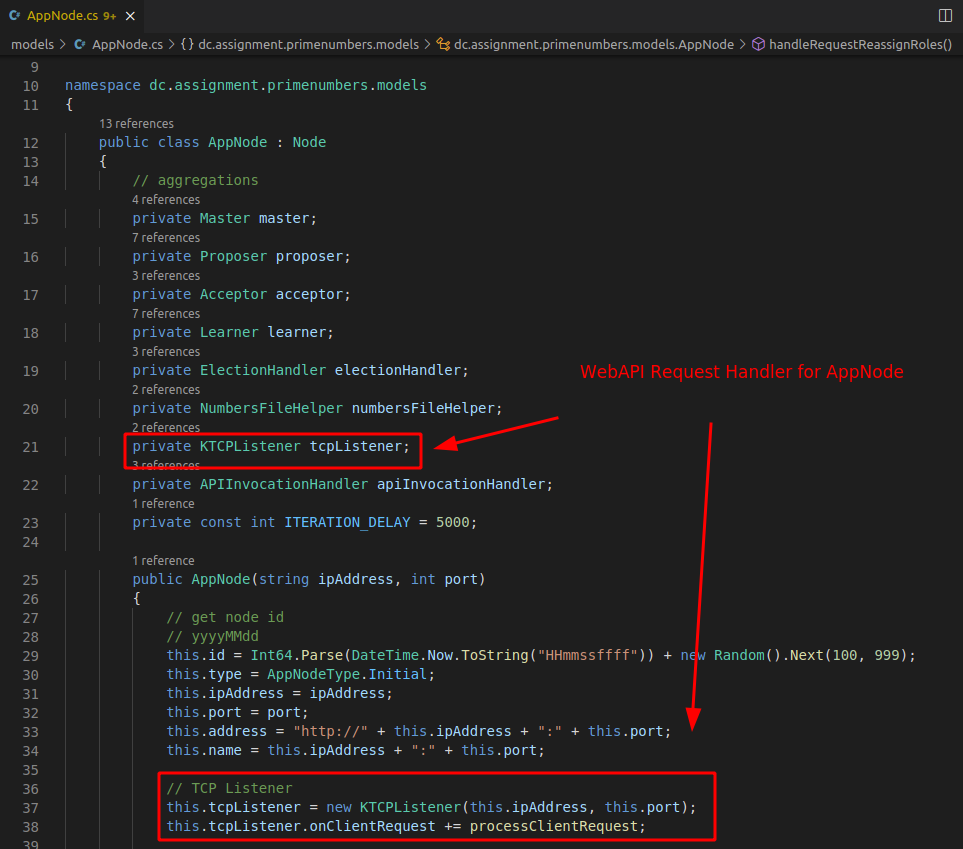 AppNode.cs 9+ ×
models > AppNode.cs > {} dc.assignment.primenumbers.models > dc.assignment.primenumbers.models.AppNode > handleRequestReassignRoles()
9
10 namespace dc.assignment.primenumbers.models
11 {
13 references
12 public class AppNode : Node
13 {
14 // aggregations
4 references
15 private Master master;
7 references
16 private Proposer proposer;
3 references
17 private Acceptor acceptor;
7 references
18 private Learner learner;
3 references
19 private ElectionHandler electionHandler;
WebAPI Request Handler for AppNode
2 references
20 private NumbersFileHelper numbersFileHelper;
2 references
21 private KTCPListener tcpListener;
3 references
22 private APIInvocationHandler apiInvocationHandler;
1 reference
23 private const int ITERATION_DELAY = 5000;
24
1 reference
25 public AppNode(string ipAddress, int port)
26 {
27 // get node id
28 // yyyyMMdd
29 this.id = Int64.Parse(DateTime.Now.ToString("HHmmssffff")) + new Random().Next(100, 999);
30 this.type = AppNodeType.Initial;
31 this.ipAddress = ipAddress;
32 this.port = port;
33 this.address = "http://" + this.ipAddress + ":" + this.port;
34 this.name = this.ipAddress + ":" + this.port;
35
36 // TCP Listener
37 this.tcpListener = new KTCPListener(this.ipAddress, this.port);
38 this.tcpListener.onClientRequest += processClientRequest;
39